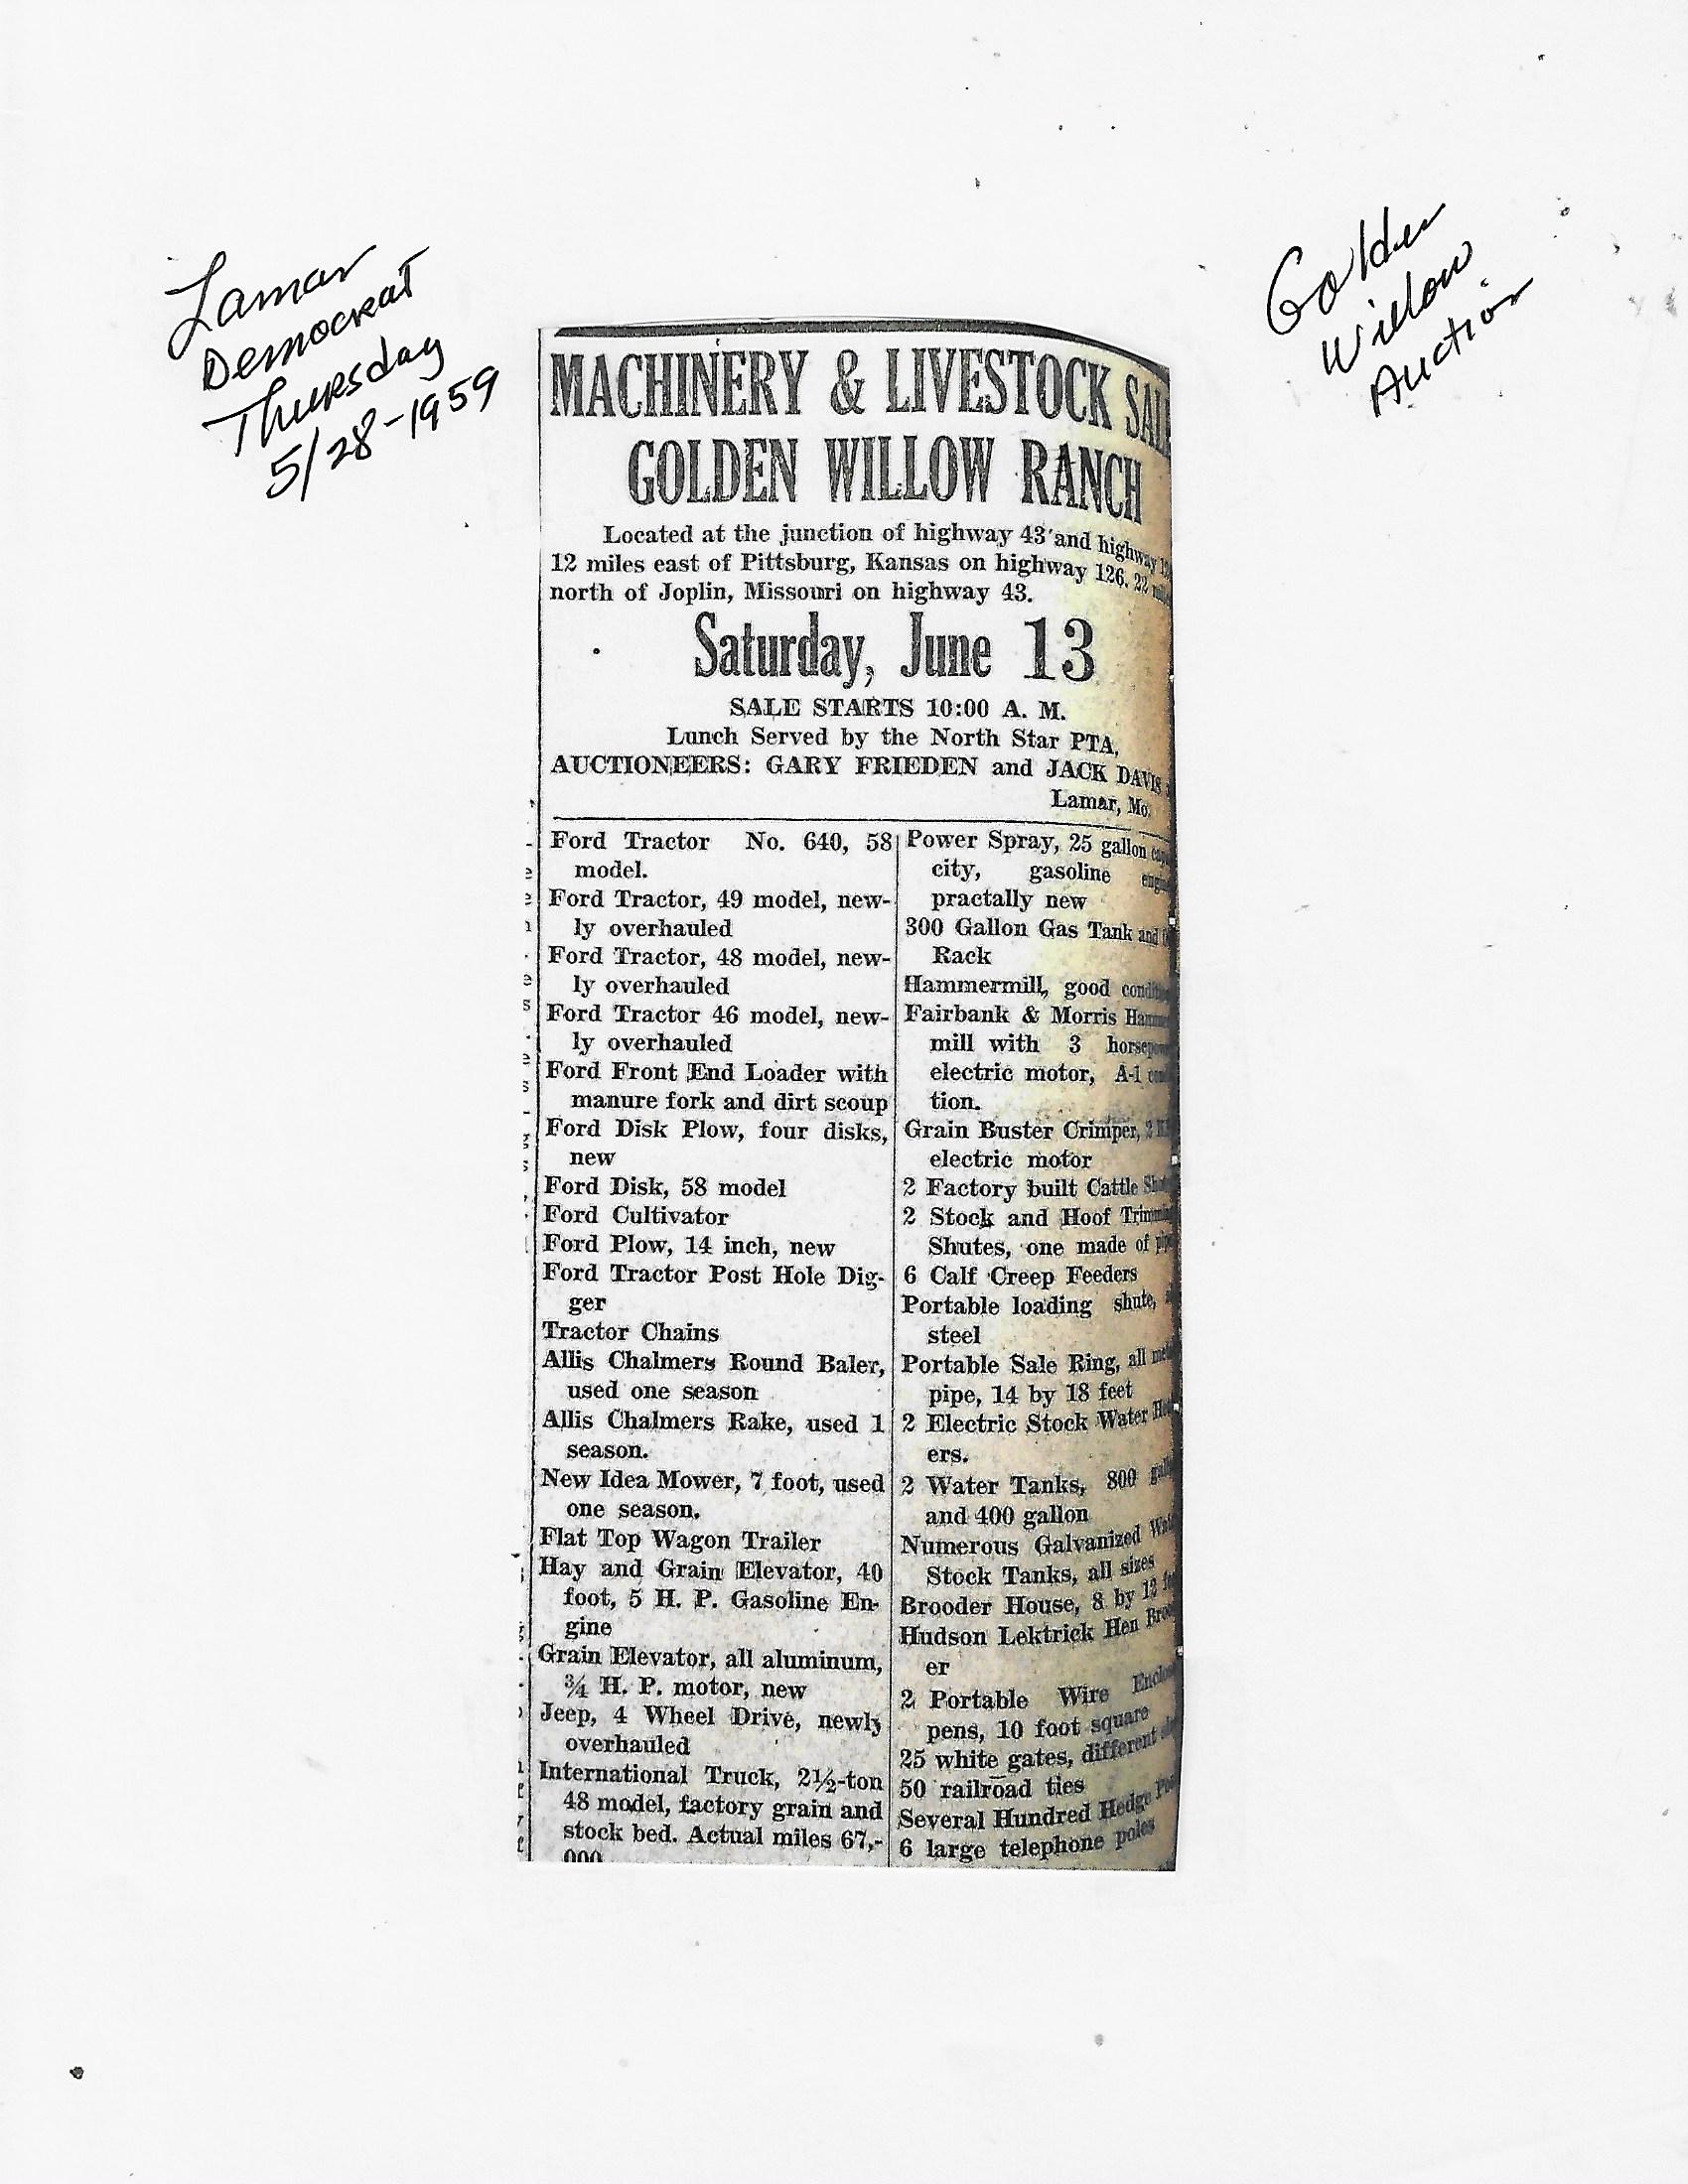 Lamar
Democrat
Thursday
5/28-1959
Golden
Willow
Auction
MACHINERY & LIVESTOCK SALE
GOLDEN WILLOW RANCH
Located at the junction of highway 43 and highway
12 miles east of Pittsburg, Kansas on highway 126. 22
north of Joplin, Missouri on highway 43.
Saturday, June 13
SALE STARTS 10:00 A. M.
Lunch Served by the North Star PTA.
AUCTIONEERS: GARY FRIEDEN and JACK DAVIS
Lamar, Mo.
Ford Tractor No. 640, 58
model.
Ford Tractor, 49 model, new-
ly overhauled
Ford Tractor, 48 model, new-
ly overhauled
Ford Tractor 46 model, new-
ly overhauled
Ford Front End Loader with
manure fork and dirt scoup
Ford Disk Plow, four disks,
new
Ford Disk, 58 model
Ford Cultivator
Ford Plow, 14 inch, new
Ford Tractor Post Hole Dig-
ger
Tractor Chains
Allis Chalmers Round Baler,
used one season
Allis Chalmers Rake, used 1
season.
New Idea Mower, 7 foot, used
one season.
Flat Top Wagon Trailer
Hay and Grain Elevator, 40
foot, 5 H. P. Gasoline En-
gine
Grain Elevator, all aluminum,
¾ H. P. motor, new
Jeep, 4 Wheel Drive, newly
overhauled
International Truck, 2½-ton
48 model, factory grain and
stock bed. Actual miles 67,-
000
Power Spray, 25 gallon
city, gasoline
practally new
300 Gallon Gas Tank and
Rack
Hammermill, good
Fairbank & Morris
mill with 3
electric motor, A-1
tion.
Grain Buster Crimper, 2
electric motor
2 Factory built Cattle
2 Stock and Hoof
Shutes, one made of
6 Calf Creep Feeders
Portable loading shute,
steel
Portable Sale Ring, all
pipe, 14 by 18 feet
2 Electric Stock Water
ers.
2 Water Tanks, 800
and 400 gallon
Numerous Galvanized
Stock Tanks, all sizes
Brooder House, 8 by 12
Hudson Lektrick Hen
er
2 Portable Wire
pens, 10 foot square
25 white gates, different
50 railroad ties
Several Hundred Hedge
6 large telephone poles